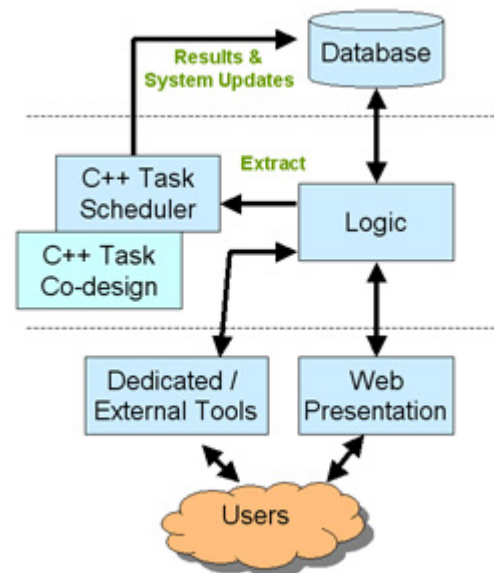 Results &
System Updates
Database
C++ Task
Scheduler
Extract
Logic
C++ Task
Co-design
Dedicated /
External Tools
Web
Presentation
Users